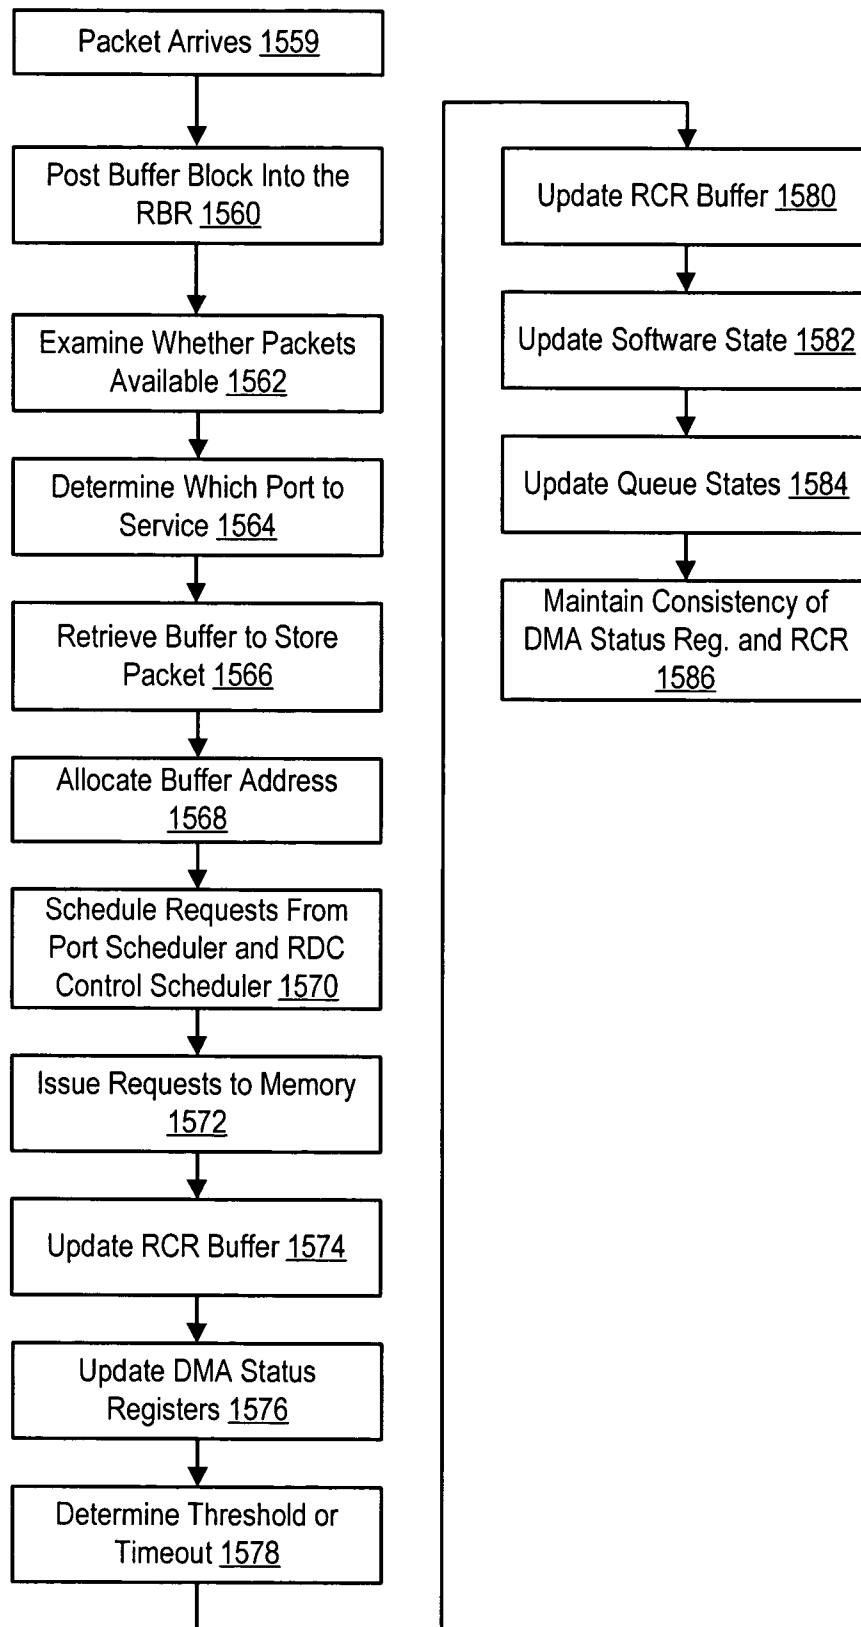 Packet Arrives 1559
Post Buffer Block Into the
RBR 1560
Examine Whether Packets
Available 1562
Determine Which Port to
Service 1564
Retrieve Buffer to Store
Packet 1566
Allocate Buffer Address
1568
Schedule Requests From
Port Scheduler and RDC
Control Scheduler 1570
Issue Requests to Memory
1572
Update RCR Buffer 1574
Update DMA Status
Registers 1576
Determine Threshold or
Timeout 1578
Update RCR Buffer 1580
Update Software State 1582
Update Queue States 1584
Maintain Consistency of
DMA Status Reg. and RCR
1586